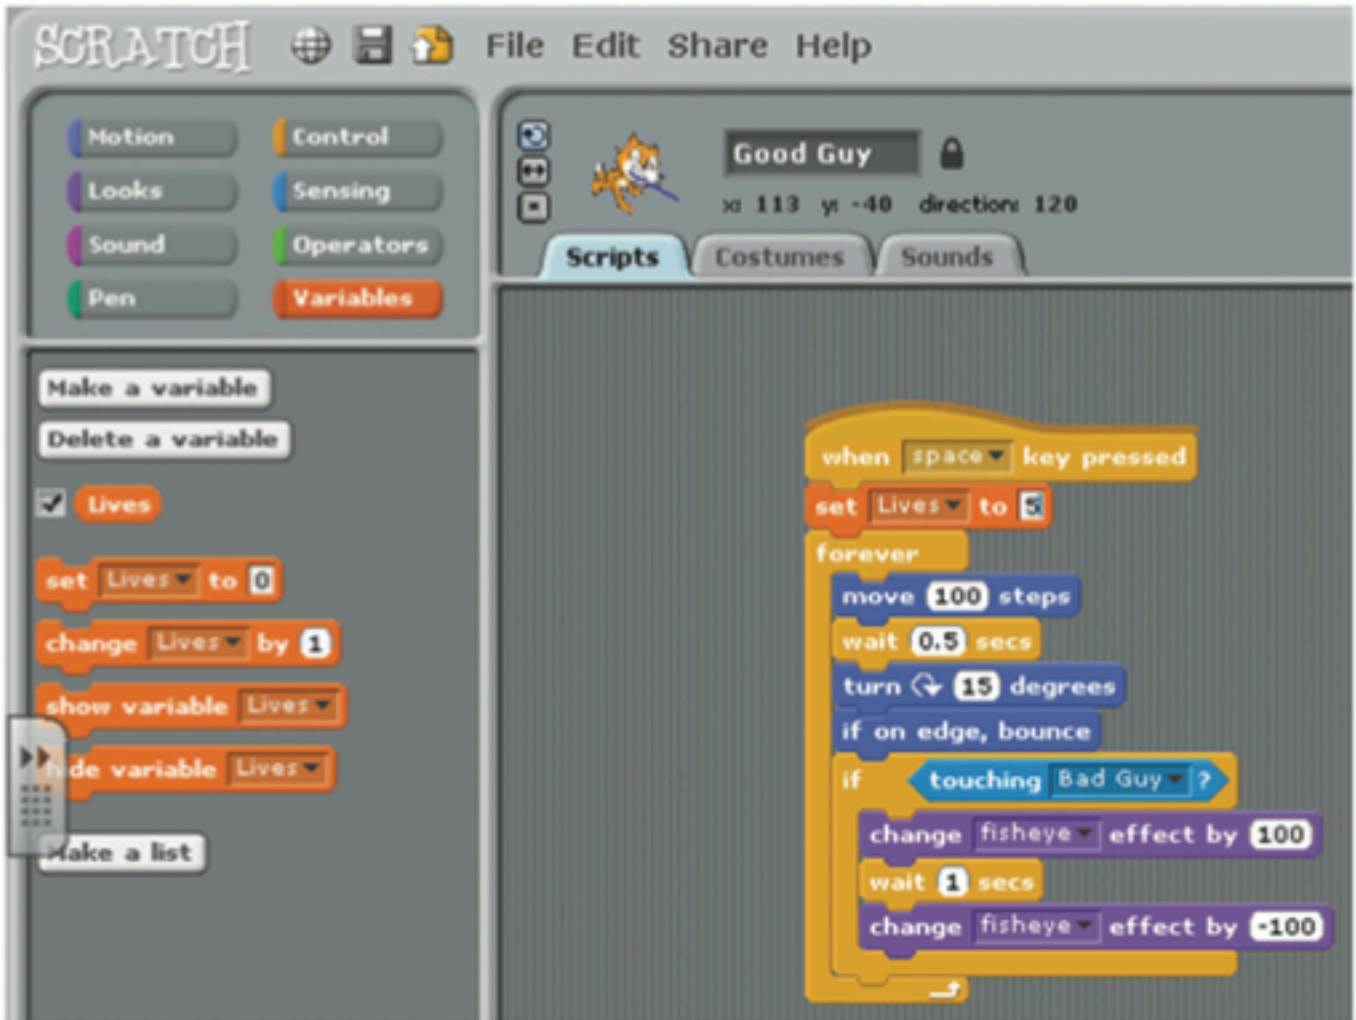 SCRATCH File Edit Share Help
Motion Control
Looks Sensing
Sound Operators
Pen Variables
Make a variable
Delete a variable
Lives
set Lives to 0
change Lives by 1
show variable Lives
hide variable Lives
Make a list
Good Guy
x: 113 y: -40 direction: 120
Scripts Costumes Sounds
when space key pressed
set Lives to 5
forever
move 100 steps
wait 0.5 secs
turn 15 degrees
if on edge, bounce
if touching Bad Guy ?
change fisheye effect by 100
wait 1 secs
change fisheye effect by -100